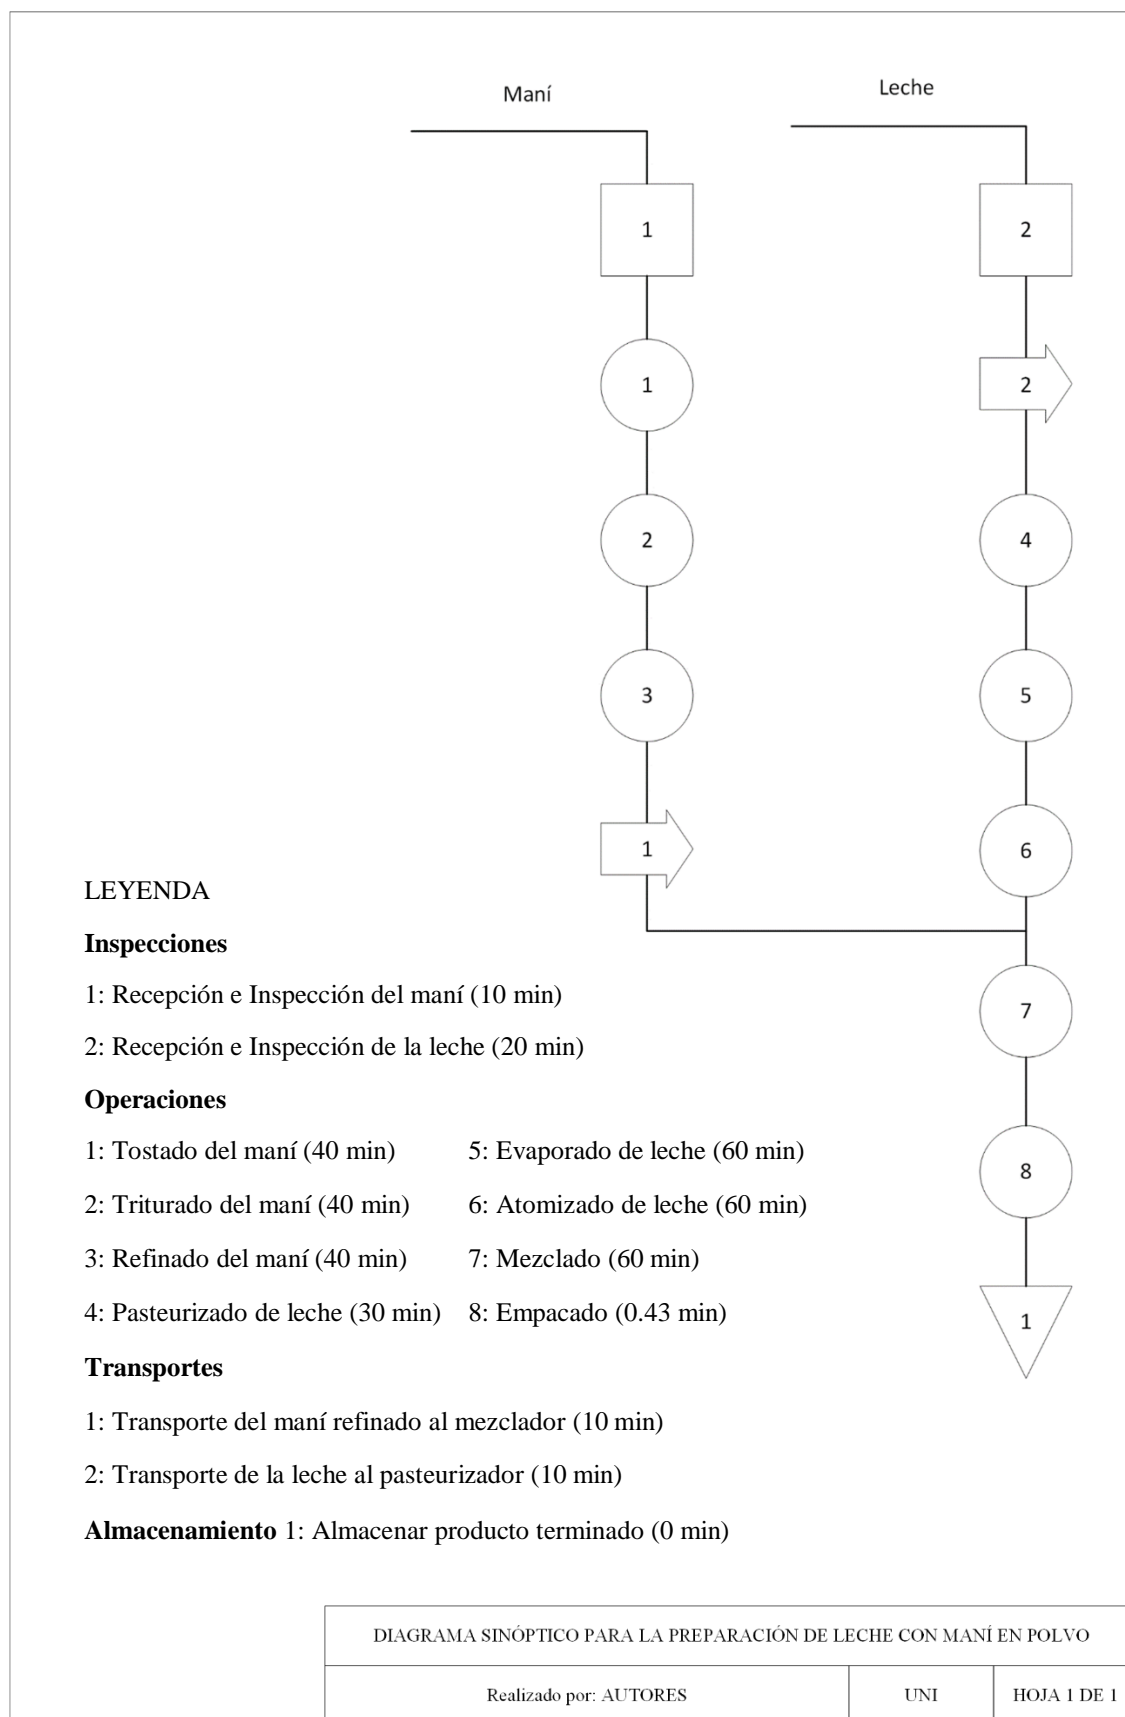 Maní Leche
1 2
1 2
2 4
3 5
1 6
LEYENDA
Inspecciones
1: Recepción e Inspección del maní (10 min)
7
2: Recepción e Inspección de la leche (20 min)
Operaciones
1: Tostado del maní (40 min) 5: Evaporado de leche (60 min)
8
2: Triturado del maní (40 min) 6: Atomizado de leche (60 min)
3: Refinado del maní (40 min) 7: Mezclado (60 min)
4: Pasteurizado de leche (30 min) 8: Empacado (0.43 min)
1
Transportes
1: Transporte del maní refinado al mezclador (10 min)
2: Transporte de la leche al pasteurizador (10 min)
Almacenamiento 1: Almacenar producto terminado (0 min)
DIAGRAMA SINÓPTICO PARA LA PREPARACIÓN DE LECHE CON MANÍ EN POLVO
Realizado por: AUTORES UNI HOJA 1 DE 1